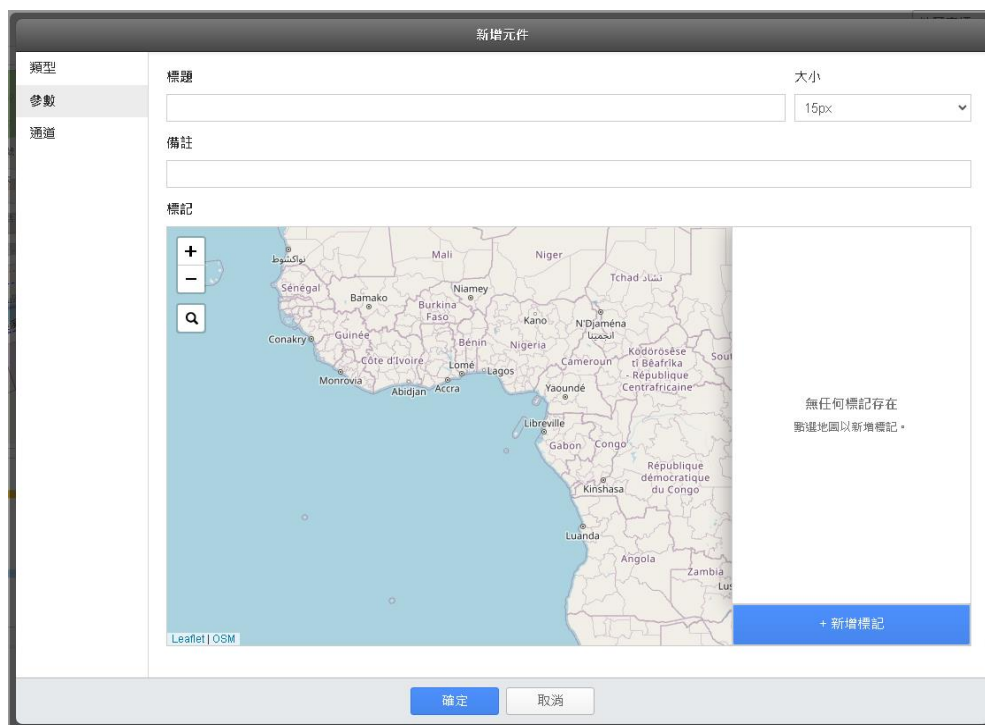 新增元件
類型
參數
通道
標題
大小
15px
備註
標記
+
−
نواكشوط
Mali
Niger
Tchad تشاد
Sénégal
Bamako
Niamey
Burkina
Faso
Kano
N'Djaména
انجمينا
Conakry
Guinée
Bénin
Nigeria
Côte d'Ivoire
Lomé
Lagos
Cameroun
Ködörösêse
tî Bêafrîka
- République
Centrafricaine
Sou
Monrovia
Abidjan
Accra
Yaoundé
Libreville
Gabon
Congo
République
démocratique
du Congo
Kinshasa
Luanda
Angola
Zambia
Lus
Leaflet | OSM
無任何標記存在
點選地圖以新增標記。
+ 新增標記
確定
取消